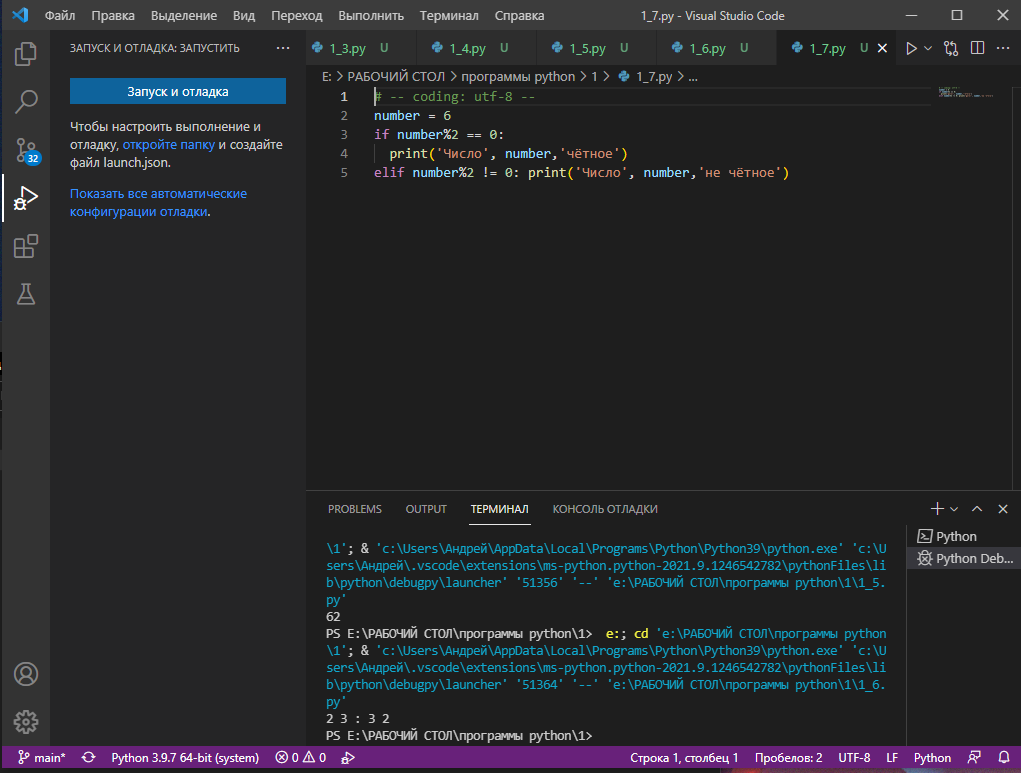 Файл Правка Выделение Вид Переход Выполнить Терминал Справка 1_7.py - Visual Studio Code
ЗАПУСК И ОТЛАДКА: ЗАПУСТИТЬ ...
1_3.py U 1_4.py U 1_5.py U 1_6.py U 1_7.py U
E: > РАБОЧИЙ СТОЛ > программы python > 1 > 1_7.py > ...
Запуск и отладка
Чтобы настроить выполнение и
отладку, откройте папку и создайте
файл launch.json.
Показать все автоматические
конфигурации отладки.
32
1 # -- coding: utf-8 --
2 number = 6
3 if number%2 == 0:
4 print('Число', number,'чётное')
5 elif number%2 != 0: print('Число', number,'не чётное')
PROBLEMS OUTPUT ТЕРМИНАЛ КОНСОЛЬ ОТЛАДКИ
\1'; & 'c:\Users\Андрей\AppData\Local\Programs\Python\Python39\python.exe' 'c:\U
sers\Андрей\.vscode\extensions\ms-python.python-2021.9.1246542782\pythonFiles\li
b\python\debugpy\launcher' '51356' '--' 'e:\РАБОЧИЙ СТОЛ\программы python\1\1_5.
py'
62
PS E:\РАБОЧИЙ СТОЛ\программы python\1> e:; cd 'e:\РАБОЧИЙ СТОЛ\программы python
\1'; & 'c:\Users\Андрей\AppData\Local\Programs\Python\Python39\python.exe' 'c:\U
sers\Андрей\.vscode\extensions\ms-python.python-2021.9.1246542782\pythonFiles\li
b\python\debugpy\launcher' '51364' '--' 'e:\РАБОЧИЙ СТОЛ\программы python\1\1_6.
py'
2 3 : 3 2
PS E:\РАБОЧИЙ СТОЛ\программы python\1>
Python
Python Deb...
main* Python 3.9.7 64-bit (system) 0 0 Строка 1, столбец 1 Пробелов: 2 UTF-8 LF Python